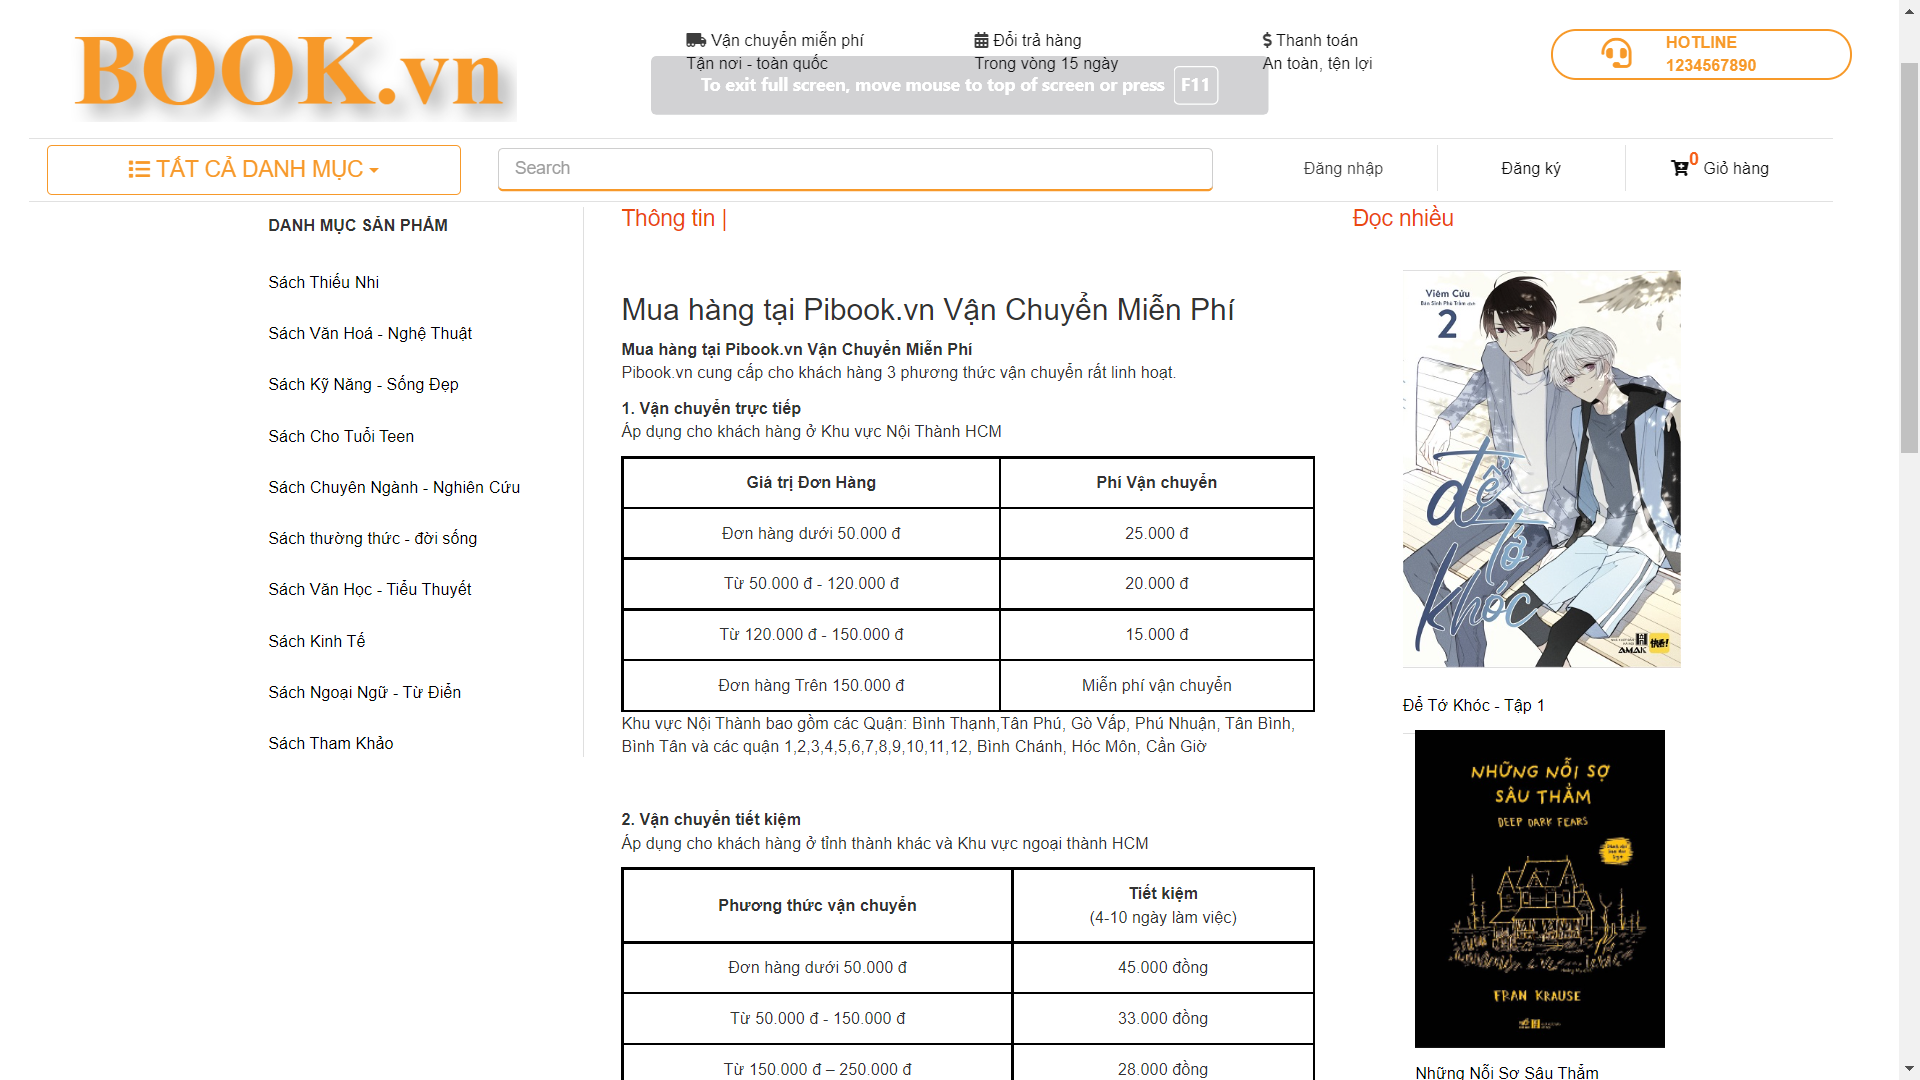 BOOK.vn
Vận chuyển miễn phí
Tận nơi - toàn quốc
Đổi trả hàng
Trong vòng 15 ngày
Thanh toán
An toàn, tện lợi
HOTLINE
1234567890
To exit full screen, move mouse to top of screen or press F11
TẤT CẢ DANH MỤC
Search
Đăng nhập
Đăng ký
0
Giỏ hàng
DANH MỤC SẢN PHẨM
Sách Thiếu Nhi
Sách Văn Hoá - Nghệ Thuật
Sách Kỹ Năng - Sống Đẹp
Sách Cho Tuổi Teen
Sách Chuyên Ngành - Nghiên Cứu
Sách thường thức - đời sống
Sách Văn Học - Tiểu Thuyết
Sách Kinh Tế
Sách Ngoại Ngữ - Từ Điển
Sách Tham Khảo
Thông tin |
Mua hàng tại Pibook.vn Vận Chuyển Miễn Phí
Mua hàng tại Pibook.vn Vận Chuyển Miễn Phí
Pibook.vn cung cấp cho khách hàng 3 phương thức vận chuyển rất linh hoạt.
1. Vận chuyển trực tiếp
Áp dụng cho khách hàng ở Khu vực Nội Thành HCM
Giá trị Đơn Hàng
Phí Vận chuyển
Đơn hàng dưới 50.000 đ
25.000 đ
Từ 50.000 đ - 120.000 đ
20.000 đ
Từ 120.000 đ - 150.000 đ
15.000 đ
Đơn hàng Trên 150.000 đ
Miễn phí vận chuyển
Khu vực Nội Thành bao gồm các Quận: Bình Thạnh,Tân Phú, Gò Vấp, Phú Nhuận, Tân Bình,
Bình Tân và các quận 1,2,3,4,5,6,7,8,9,10,11,12, Bình Chánh, Hóc Môn, Cần Giờ
2. Vận chuyển tiết kiệm
Áp dụng cho khách hàng ở tỉnh thành khác và Khu vực ngoại thành HCM
Phương thức vận chuyển
Tiết kiệm
(4-10 ngày làm việc)
Đơn hàng dưới 50.000 đ
45.000 đồng
Từ 50.000 đ - 150.000 đ
33.000 đồng
Từ 150.000 đ – 250.000 đ
28.000 đồng
Đọc nhiều
Viêm Cửu
2
để tớ khóc
AMAK
Để Tớ Khóc - Tập 1
NHỮNG NỖI SỢ
SÂU THẲM
DEEP DARK FEARS
FRAN KRAUSE
Những Nỗi Sợ Sâu Thẳm